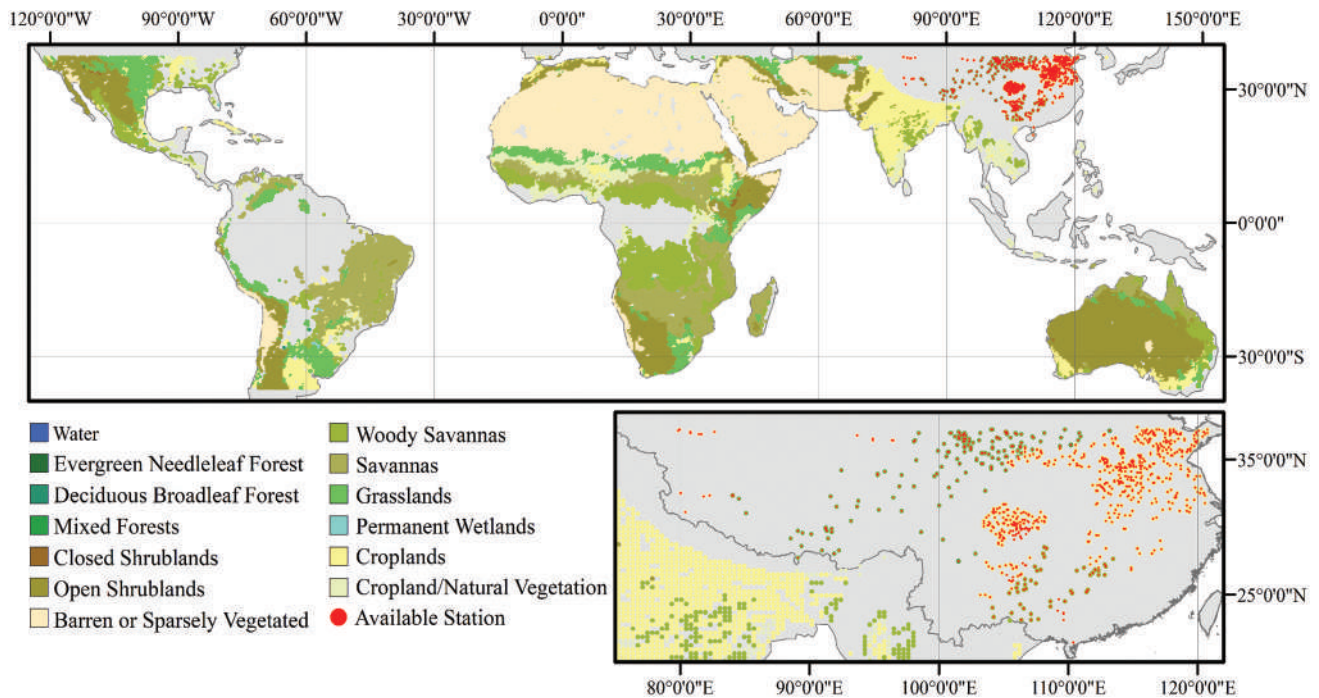 120°0'0"W 90°0'0"W 60°0'0"W 30°0'0"W 0°0'0" 30°0'0"E 60°0'0"E 90°0'0"E 120°0'0"E 150°0'0"E
30°0'0"N
0°0'0"
30°0'0"S
Water
Evergreen Needleleaf Forest
Deciduous Broadleaf Forest
Mixed Forests
Closed Shrublands
Open Shrublands
Barren or Sparsely Vegetated
Woody Savannas
Savannas
Grasslands
Permanent Wetlands
Croplands
Cropland/Natural Vegetation
Available Station
35°0'0"N
25°0'0"N
80°0'0"E 90°0'0"E 100°0'0"E 110°0'0"E 120°0'0"E